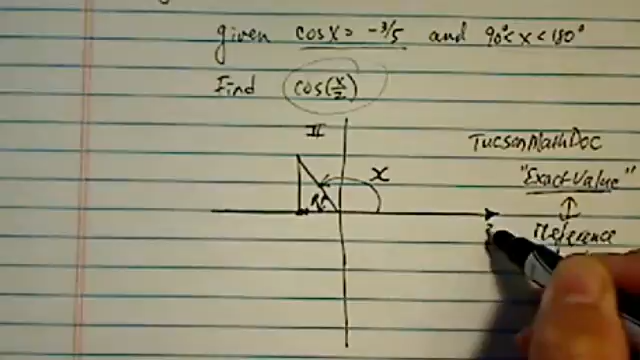 given cos x = -3/5 and 90° < x < 180°
Find cos(x/2)
II
TucsonMathDoc
x
"Exact Value"
Reference